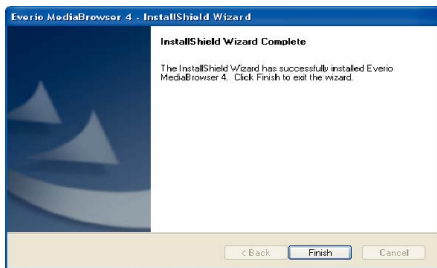 Everio MediaBrowser 4 - InstallShield Wizard
InstallShield Wizard Complete
The InstallShield Wizard has successfully installed Everio
MediaBrowser 4. Click Finish to exit the wizard.
< Back Finish Cancel